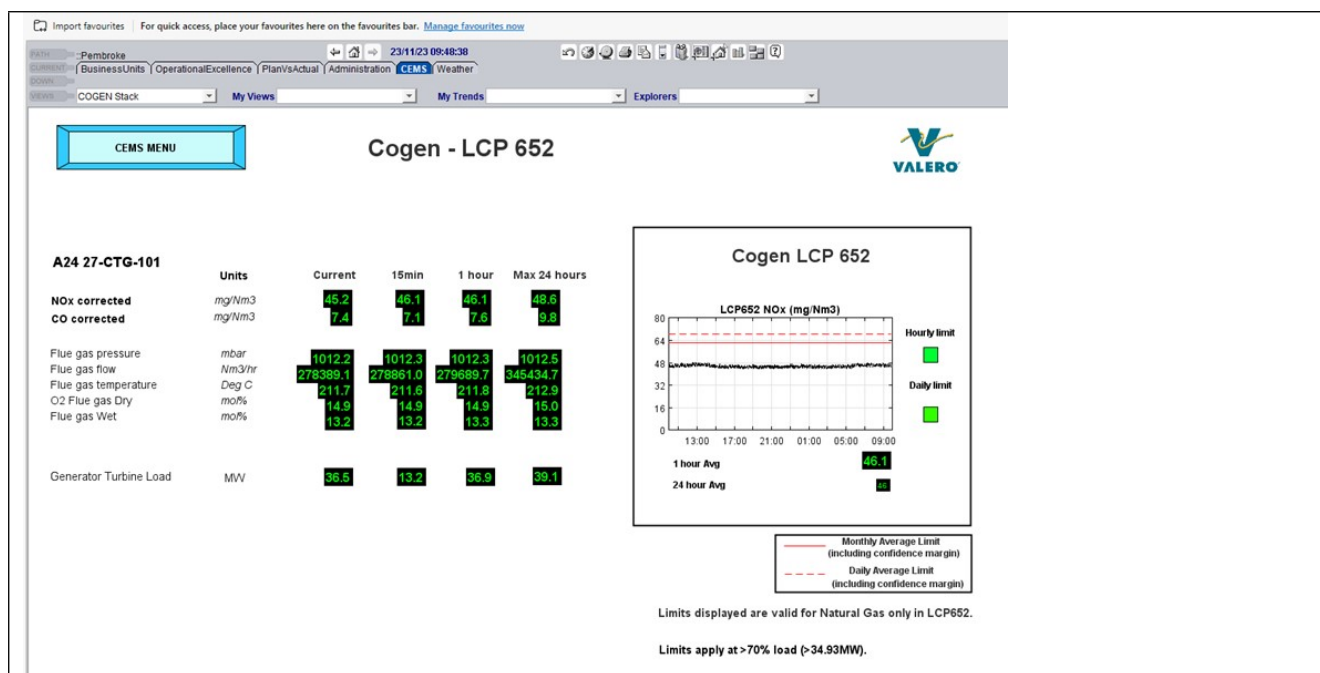 Import favourites For quick access, place your favourites here on the favourites bar. Manage favourites now
PATH ::Pembroke 23/11/23 09:48:38
CURRENT BusinessUnits OperationalExcellence PlanVsActual Administration CEMS Weather
DOWN
VIEWS COGEN Stack My Views My Trends Explorers
CEMS MENU
Cogen - LCP 652
VALERO
A24 27-CTG-101
Units Current 15min 1 hour Max 24 hours
NOx corrected mg/Nm3 45.2 46.1 46.1 48.6
CO corrected mg/Nm3 7.4 7.1 7.6 9.8
Flue gas pressure mbar 1012.2 1012.3 1012.3 1012.5
Flue gas flow Nm3/hr 278389.1 278861.0 279689.7 345434.7
Flue gas temperature Deg C 211.7 211.6 211.8 212.9
O2 Flue gas Dry mol% 14.9 14.9 14.9 15.0
Flue gas Wet mol% 13.2 13.2 13.3 13.3
Generator Turbine Load MW 36.5 13.2 36.9 39.1
Cogen LCP 652
LCP652 NOx (mg/Nm3)
80
64
48
32
16
0
13:00 17:00 21:00 01:00 05:00 09:00
Hourly limit
Daily limit
1 hour Avg 46.1
24 hour Avg 46
Monthly Average Limit
(including confidence margin)
Daily Average Limit
(including confidence margin)
Limits displayed are valid for Natural Gas only in LCP652.
Limits apply at >70% load (>34.93MW).